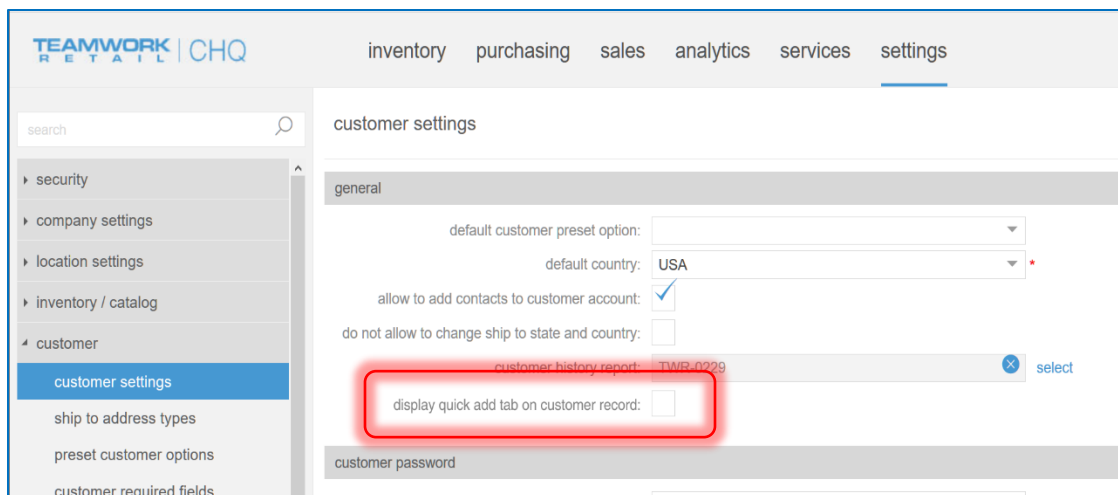 TEAMWORK RETAIL | CHQ
inventory purchasing sales analytics services settings
search
customer settings
security
company settings
location settings
inventory / catalog
customer
customer settings
ship to address types
preset customer options
customer required fields
general
default customer preset option:
default country: USA *
allow to add contacts to customer account:
do not allow to change ship to state and country:
customer history report: TWR-0229 select
display quick add tab on customer record:
customer password